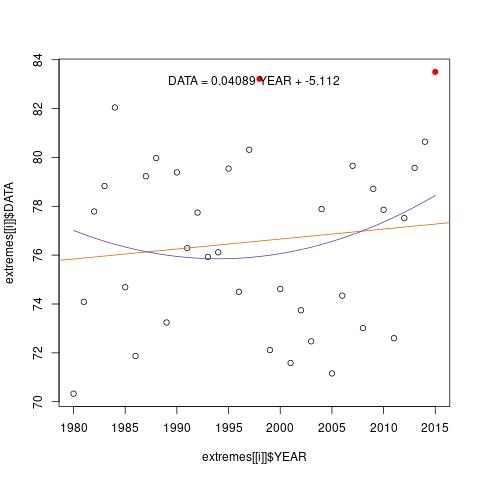 DATA = 0.04089 YEAR + -5.112
84
82
80
78
76
74
72
70
extremes[[i]]$DATA
1980 1985 1990 1995 2000 2005 2010 2015
extremes[[i]]$YEAR